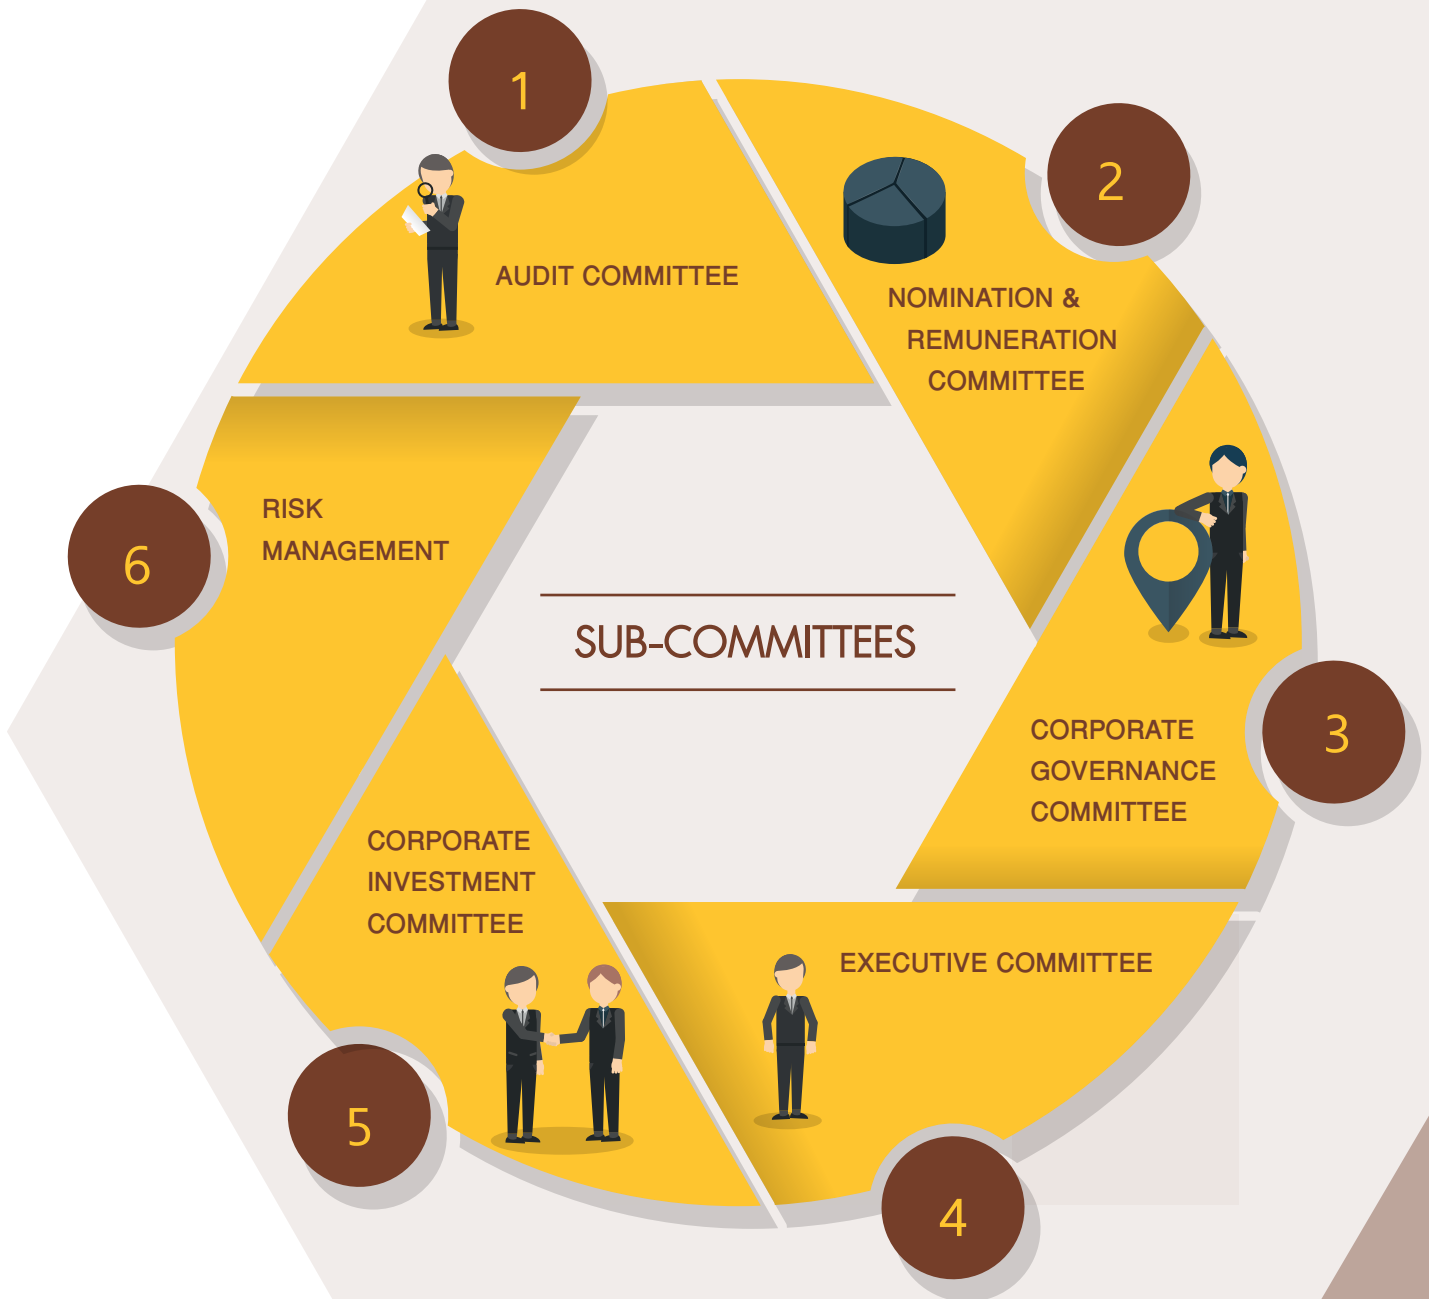 1
AUDIT COMMITTEE
2
NOMINATION &
REMUNERATION
COMMITTEE
3
CORPORATE
GOVERNANCE
COMMITTEE
4
EXECUTIVE COMMITTEE
5
CORPORATE
INVESTMENT
COMMITTEE
6
RISK
MANAGEMENT
SUB-COMMITTEES